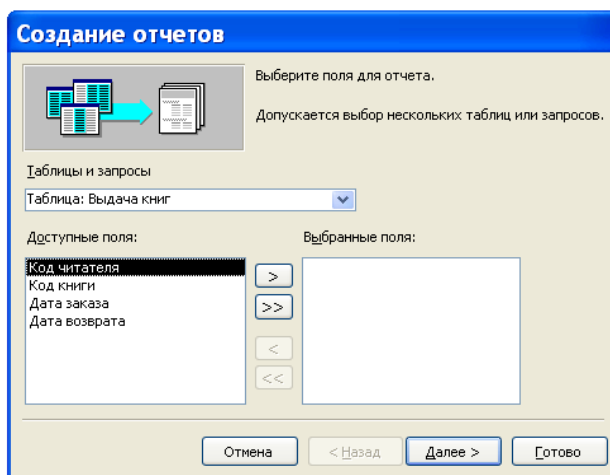 Создание отчетов
Выберите поля для отчета.
Допускается выбор нескольких таблиц или запросов.
Таблицы и запросы
Таблица: Выдача книг
Доступные поля:
Выбранные поля:
Код читателя
Код книги
Дата заказа
Дата возврата
>
>>
<
<<
Отмена
< Назад
Далее >
Готово